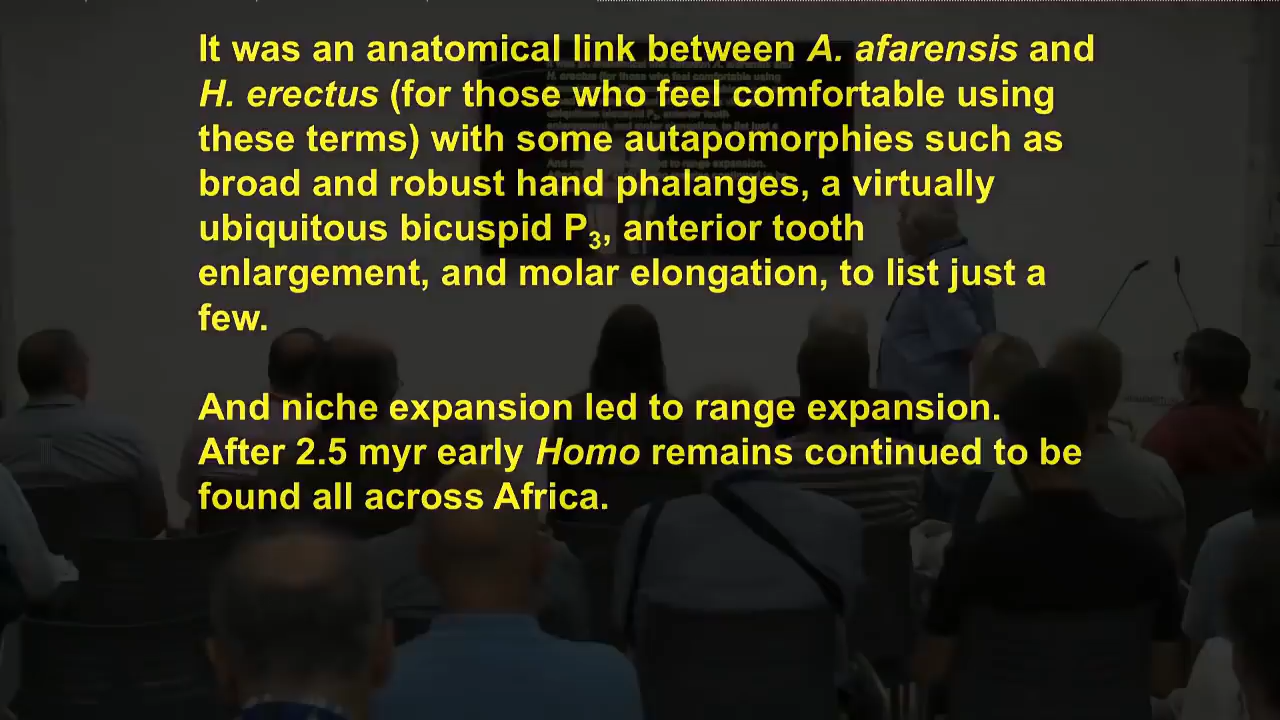 It was an anatomical link between A. afarensis and
H. erectus (for those who feel comfortable using
these terms) with some autapomorphies such as
broad and robust hand phalanges, a virtually
ubiquitous bicuspid P₃, anterior tooth
enlargement, and molar elongation, to list just a
few.
And niche expansion led to range expansion.
After 2.5 myr early Homo remains continued to be
found all across Africa.